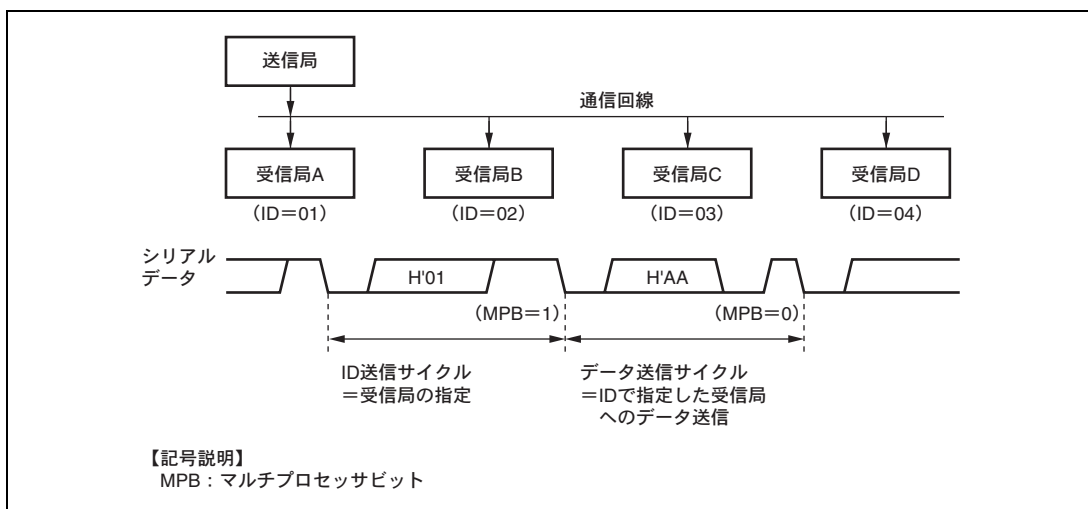 送信局
通信回線
受信局A
受信局B
受信局C
受信局D
（ID＝01）
（ID＝02）
（ID＝03）
（ID＝04）
シリアル
データ
H'01
H'AA
（MPB＝1）
（MPB＝0）
ID送信サイクル
＝受信局の指定
データ送信サイクル
＝IDで指定した受信局
へのデータ送信
【記号説明】
MPB：マルチプロセッサビット